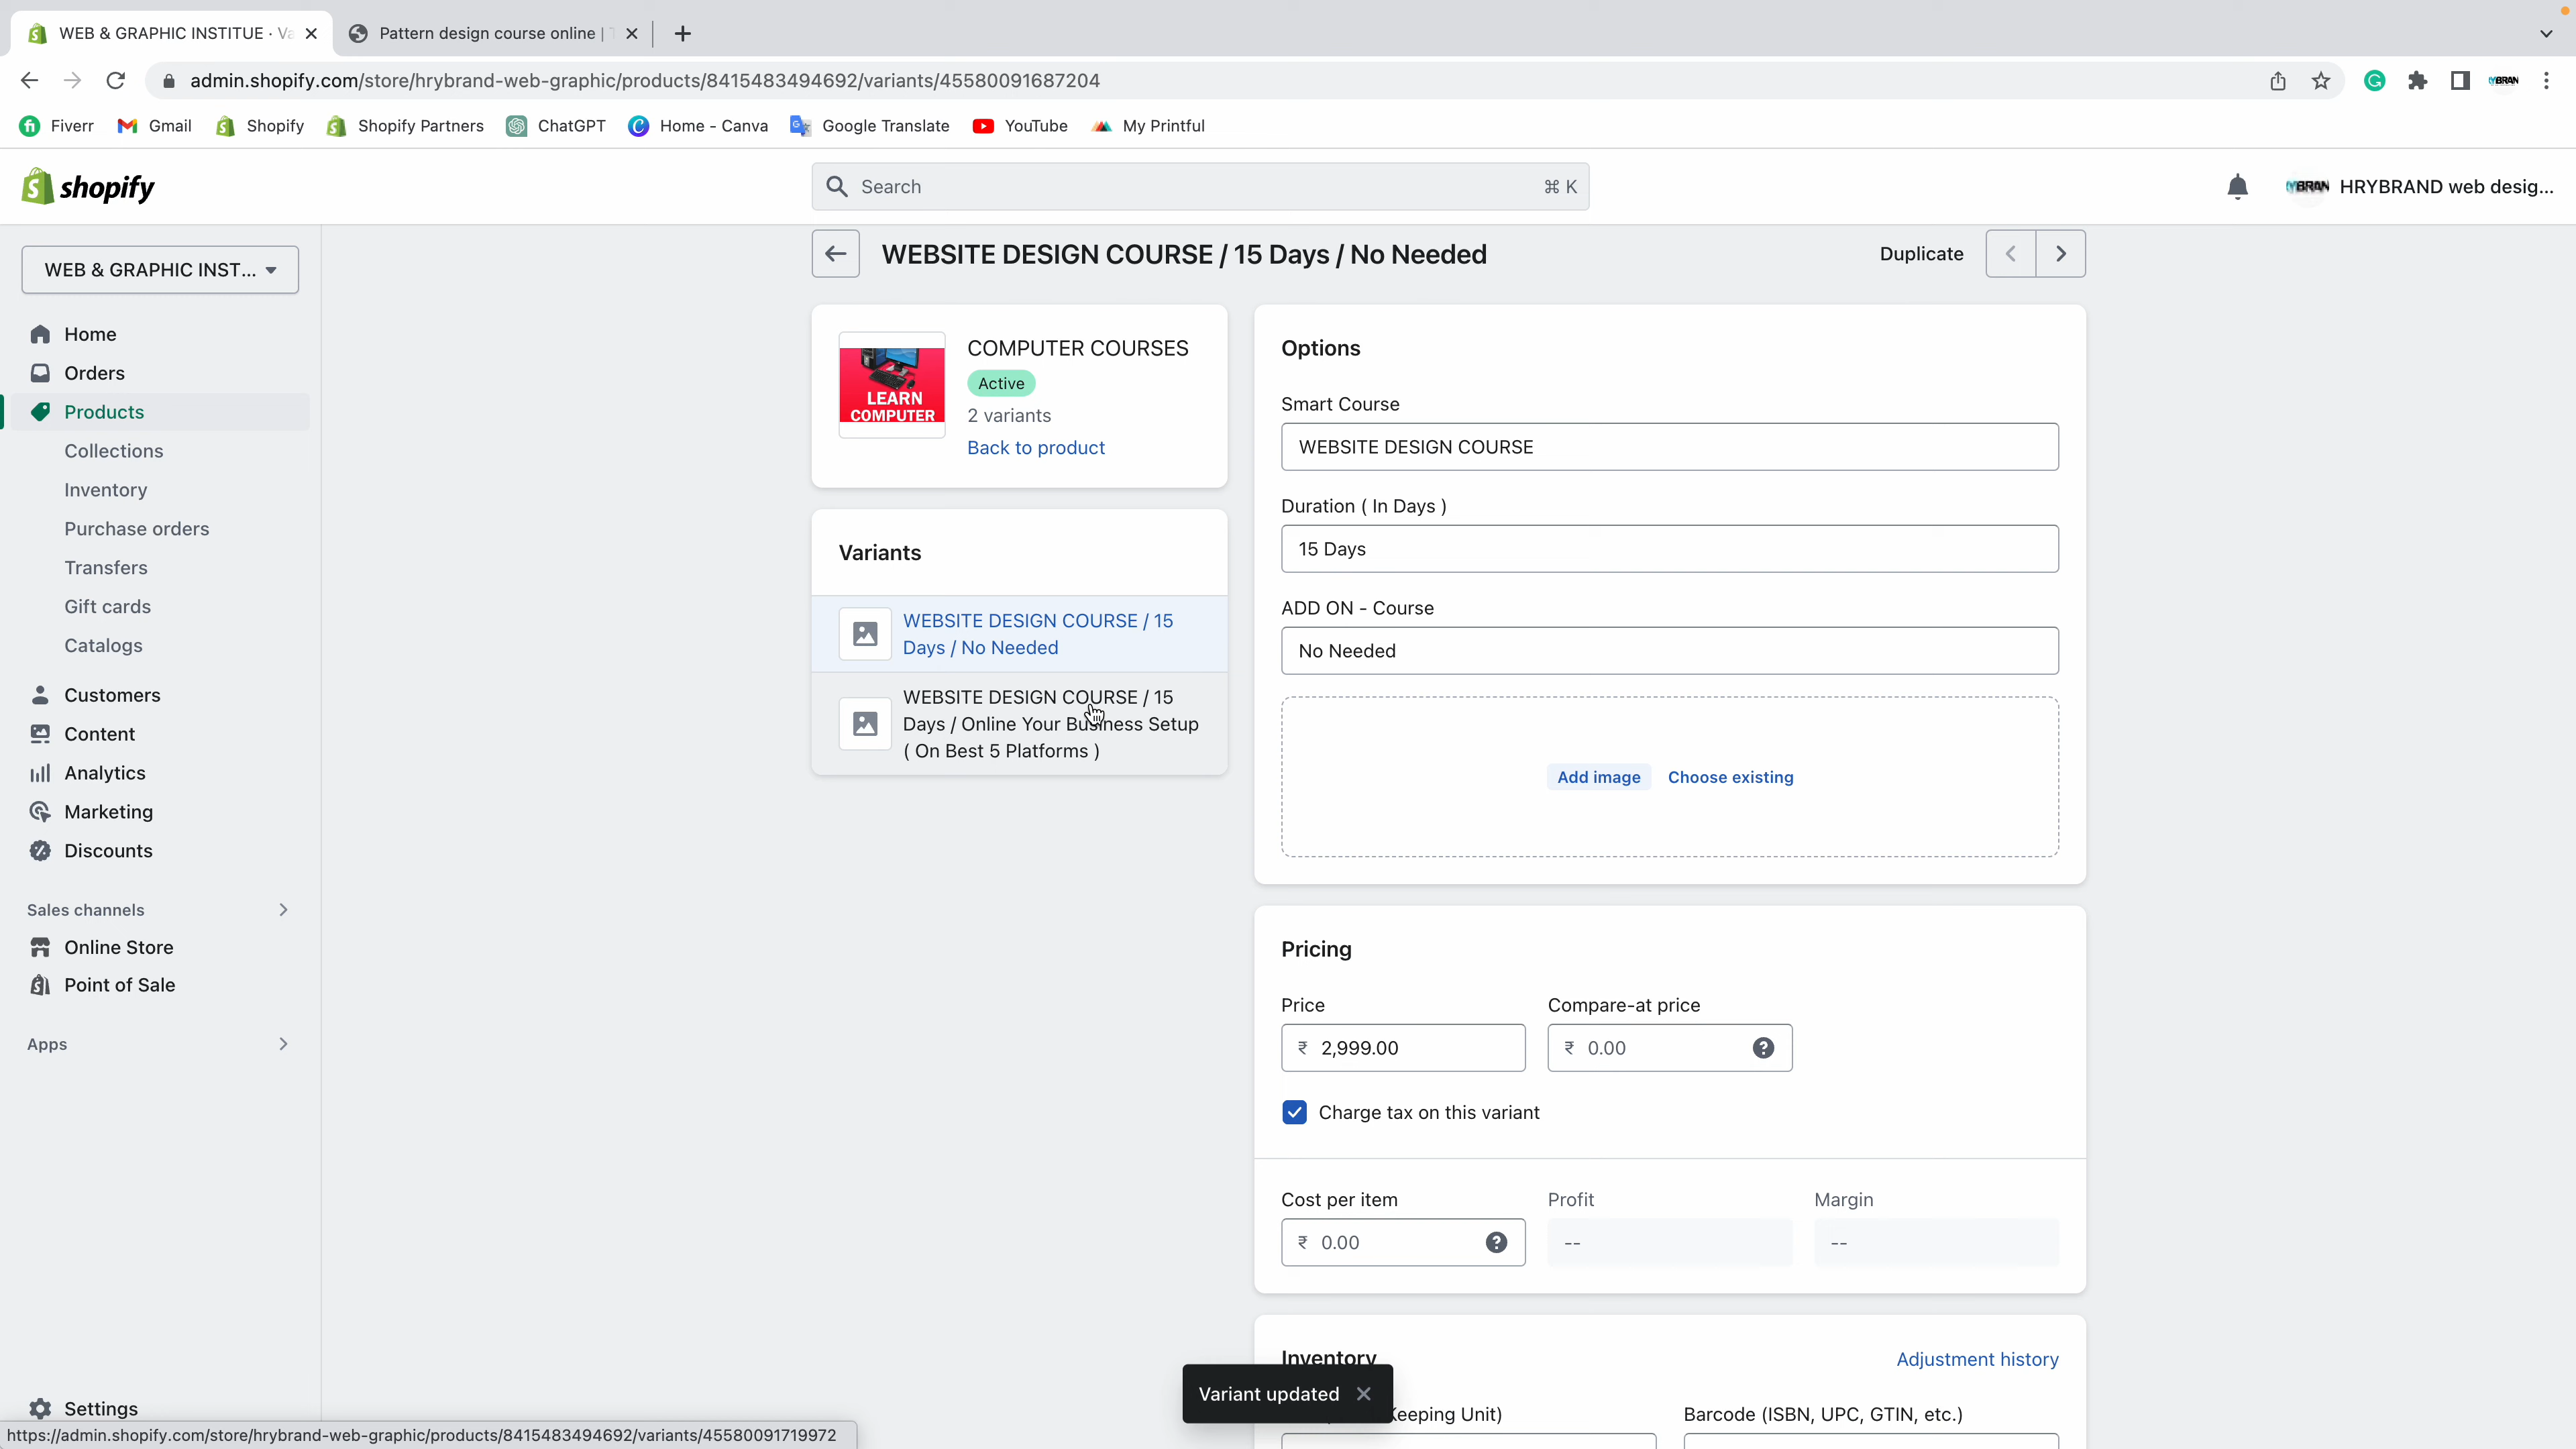 WEB & GRAPHIC INSTITUE · Va
Pattern design course online |
admin.shopify.com/store/hrybrand-web-graphic/products/8415483494692/variants/45580091687204
Fiverr
Gmail
Shopify
Shopify Partners
ChatGPT
Home - Canva
Google Translate
YouTube
My Printful
shopify
Search
⌘ K
HRYBRAND web desig...
WEB & GRAPHIC INST...
Home
Orders
Products
Collections
Inventory
Purchase orders
Transfers
Gift cards
Catalogs
Customers
Content
Analytics
Marketing
Discounts
Sales channels
Online Store
Point of Sale
Apps
Settings
WEBSITE DESIGN COURSE / 15 Days / No Needed
Duplicate
LEARN
COMPUTER
COMPUTER COURSES
Active
2 variants
Back to product
Variants
WEBSITE DESIGN COURSE / 15
Days / No Needed
WEBSITE DESIGN COURSE / 15
Days / Online Your Business Setup
( On Best 5 Platforms )
Options
Smart Course
WEBSITE DESIGN COURSE
Duration ( In Days )
15 Days
ADD ON - Course
No Needed
Add image
Choose existing
Pricing
Price
Compare-at price
₹ 2,999.00
₹ 0.00
Charge tax on this variant
Cost per item
Profit
Margin
₹ 0.00
--
--
Inventory
Adjustment history
Keeping Unit)
Barcode (ISBN, UPC, GTIN, etc.)
Variant updated
https://admin.shopify.com/store/hrybrand-web-graphic/products/8415483494692/variants/45580091719972